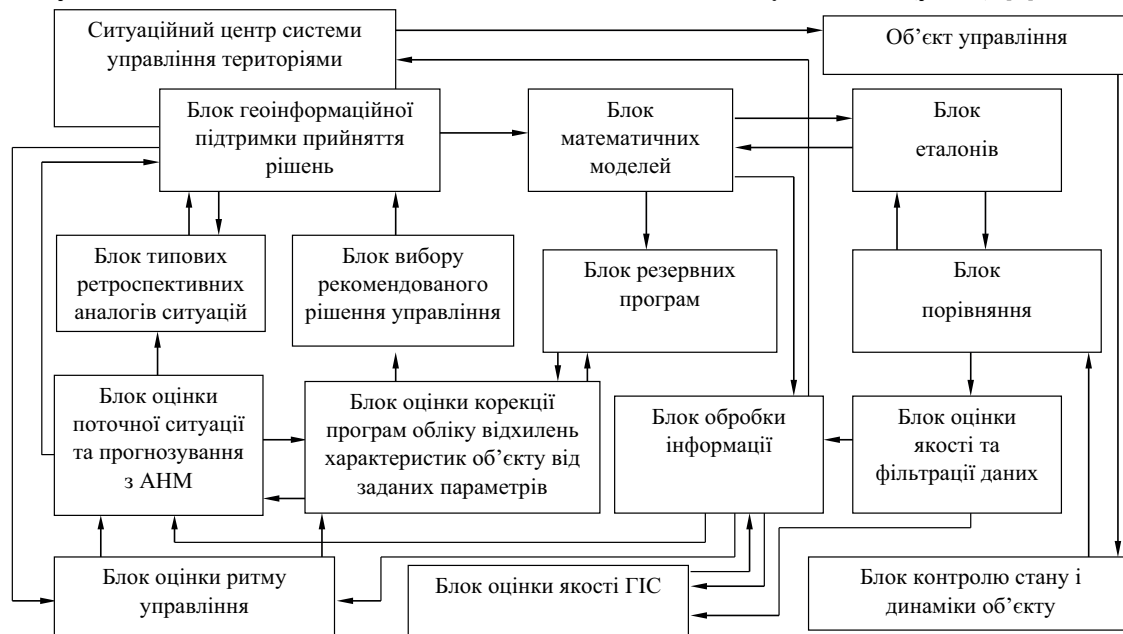 Ситуаційний центр системи
управління територіями
Об’єкт управління
Блок геоінформаційної
підтримки прийняття
рішень
Блок
математичних
моделей
Блок
еталонів
Блок типових
ретроспективних
аналогів ситуацій
Блок вибору
рекомендованого
рішення управління
Блок резервних
програм
Блок
порівняння
Блок оцінки
поточної ситуації
та прогнозування
з АНМ
Блок оцінки корекції
програм обліку відхилень
характеристик об’єкту від
заданих параметрів
Блок обробки
інформації
Блок оцінки
якості та
фільтрації даних
Блок оцінки ритму
управління
Блок оцінки якості ГІС
Блок контролю стану і
динаміки об’єкту